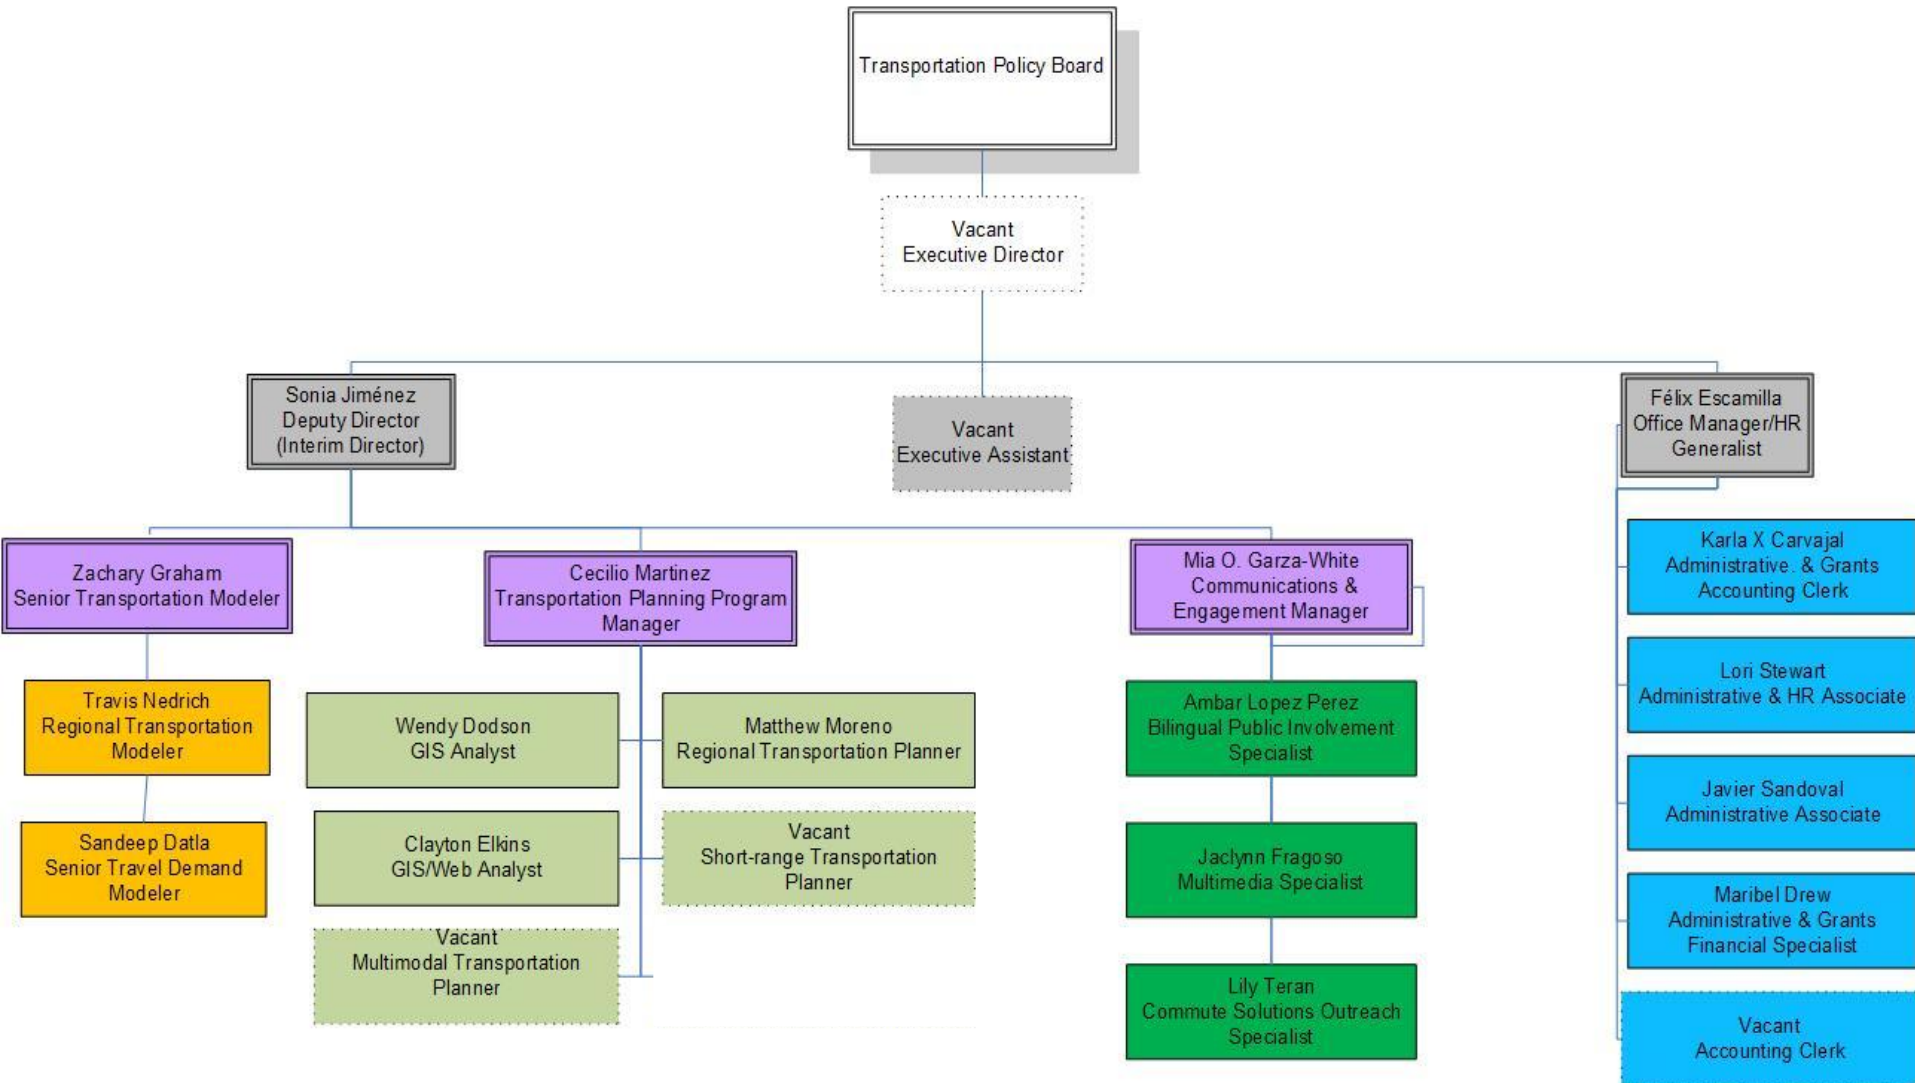 Transportation Policy Board
Vacant
Executive Director
Sonia Jiménez
Deputy Director
(Interim Director)
Vacant
Executive Assistant
Félix Escamilla
Office Manager/HR
Generalist
Zachary Graham
Senior Transportation Modeler
Travis Nedrich
Regional Transportation
Modeler
Sandeep Datla
Senior Travel Demand
Modeler
Cecilio Martinez
Transportation Planning Program
Manager
Wendy Dodson
GIS Analyst
Matthew Moreno
Regional Transportation Planner
Clayton Elkins
GIS/Web Analyst
Vacant
Short-range Transportation
Planner
Vacant
Multimodal Transportation
Planner
Mia O. Garza-White
Communications &
Engagement Manager
Ambar Lopez Perez
Bilingual Public Involvement
Specialist
Jaclynn Fragoso
Multimedia Specialist
Lily Teran
Commute Solutions Outreach
Specialist
Karla X Carvajal
Administrative. & Grants
Accounting Clerk
Lori Stewart
Administrative & HR Associate
Javier Sandoval
Administrative Associate
Maribel Drew
Administrative & Grants
Financial Specialist
Vacant
Accounting Clerk